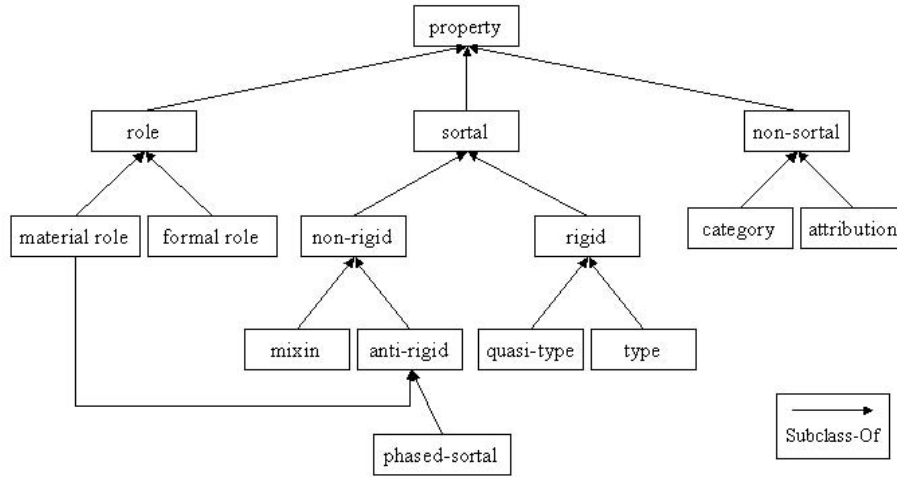 property
role
sortal
non-sortal
material role
formal role
non-rigid
rigid
category
attribution
mixin
anti-rigid
quasi-type
type
phased-sortal
Subclass-Of